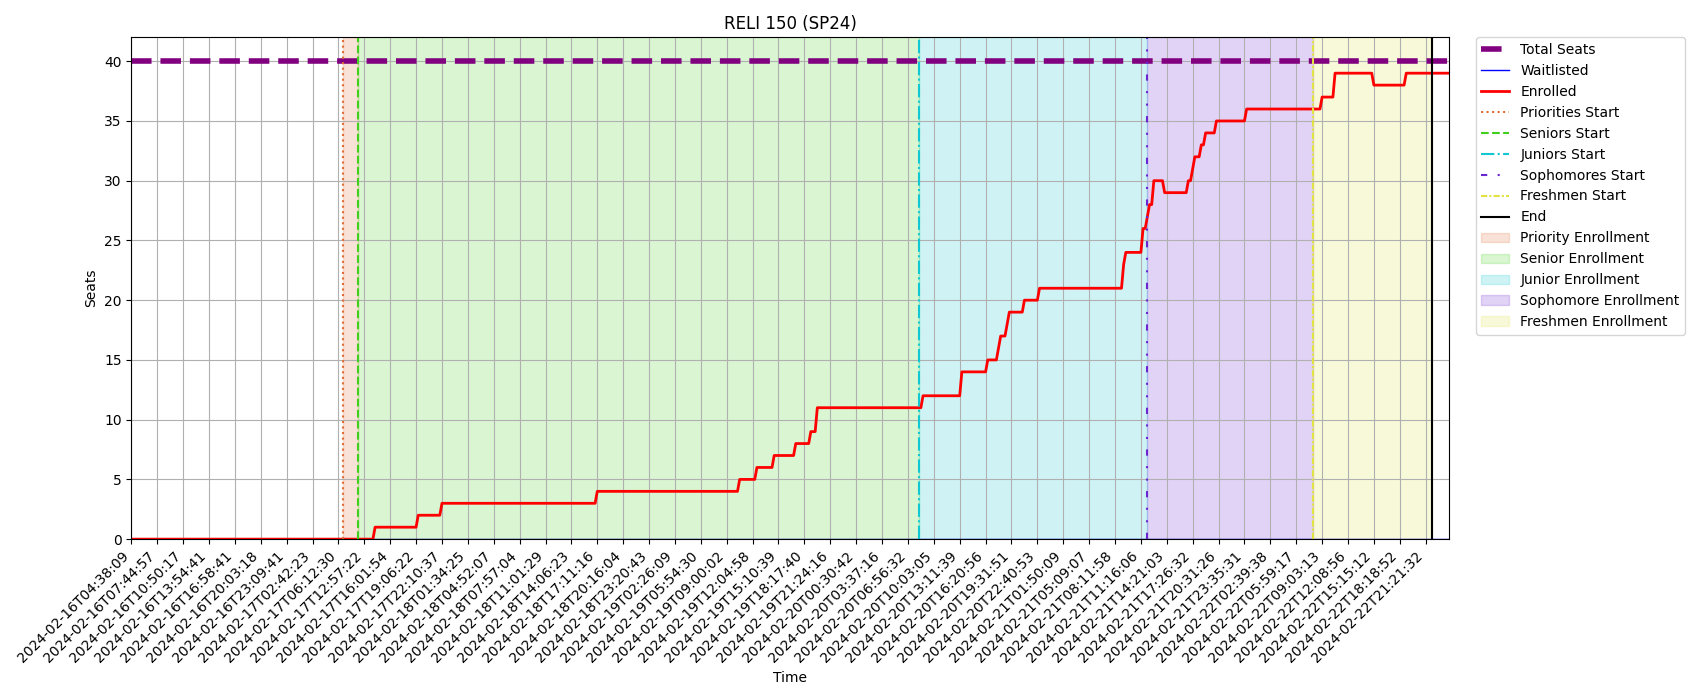 RELI 150 (SP24)
Seats
40
35
30
25
20
15
10
5
0
2024-02-16T04:38:09
2024-02-16T07:44:57
2024-02-16T10:50:17
2024-02-16T13:54:41
2024-02-16T16:58:41
2024-02-16T20:03:18
2024-02-16T23:09:41
2024-02-17T02:42:23
2024-02-17T06:12:30
2024-02-17T12:57:22
2024-02-17T16:01:54
2024-02-17T19:06:22
2024-02-17T22:10:37
2024-02-18T01:34:25
2024-02-18T04:52:07
2024-02-18T07:57:04
2024-02-18T11:01:29
2024-02-18T14:06:23
2024-02-18T17:11:16
2024-02-18T20:16:04
2024-02-18T23:20:43
2024-02-19T02:26:09
2024-02-19T05:54:30
2024-02-19T09:00:02
2024-02-19T12:04:58
2024-02-19T15:10:39
2024-02-19T18:17:40
2024-02-19T21:24:16
2024-02-20T00:30:42
2024-02-20T03:37:16
2024-02-20T06:56:32
2024-02-20T10:03:05
2024-02-20T13:11:39
2024-02-20T16:20:56
2024-02-20T19:31:51
2024-02-20T22:40:53
2024-02-21T01:50:09
2024-02-21T05:09:07
2024-02-21T08:11:58
2024-02-21T11:16:06
2024-02-21T14:21:03
2024-02-21T17:26:32
2024-02-21T20:31:26
2024-02-21T23:35:31
2024-02-22T02:39:38
2024-02-22T05:59:17
2024-02-22T09:03:13
2024-02-22T12:08:56
2024-02-22T15:15:12
2024-02-22T18:18:52
2024-02-22T21:21:32
Time
Total Seats
Waitlisted
Enrolled
Priorities Start
Seniors Start
Juniors Start
Sophomores Start
Freshmen Start
End
Priority Enrollment
Senior Enrollment
Junior Enrollment
Sophomore Enrollment
Freshmen Enrollment